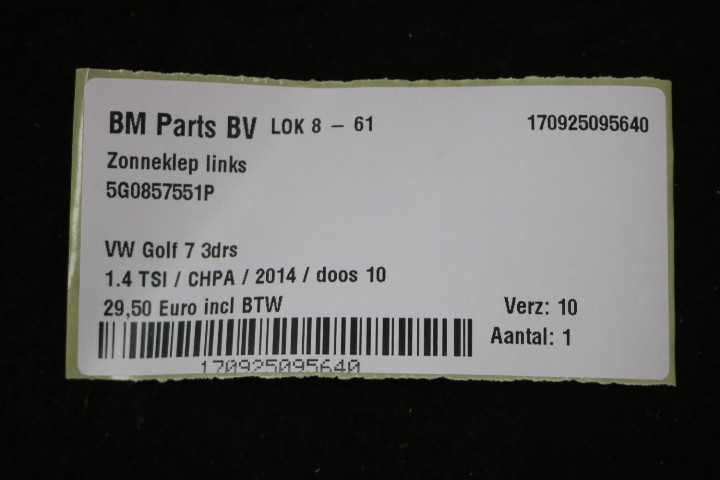 BM Parts BV LOK 8 - 61 170925095640
Zonneklep links
5G0857551P
VW Golf 7 3drs
1.4 TSI / CHPA / 2014 / doos 10
29,50 Euro incl BTW Verz: 10
Aantal: 1
170925095640